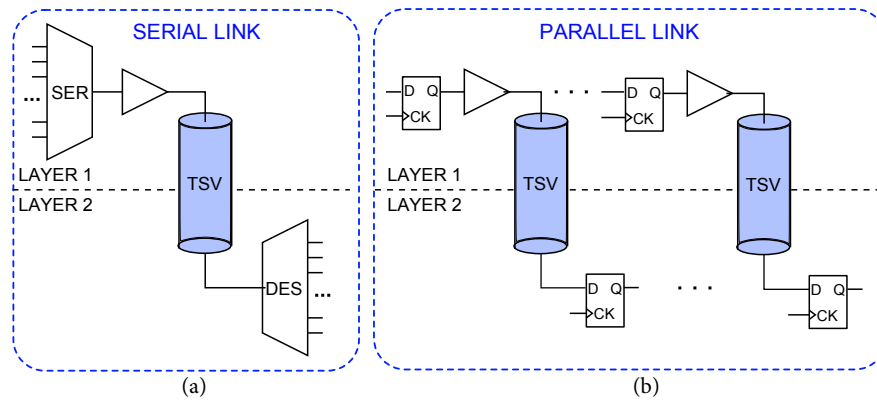 SERIAL LINK
SER
...
TSV
LAYER 1
LAYER 2
DES
...
(a)
PARALLEL LINK
D Q
CK
. . .
D Q
CK
TSV
TSV
LAYER 1
LAYER 2
D Q
CK
. . .
D Q
CK
(b)